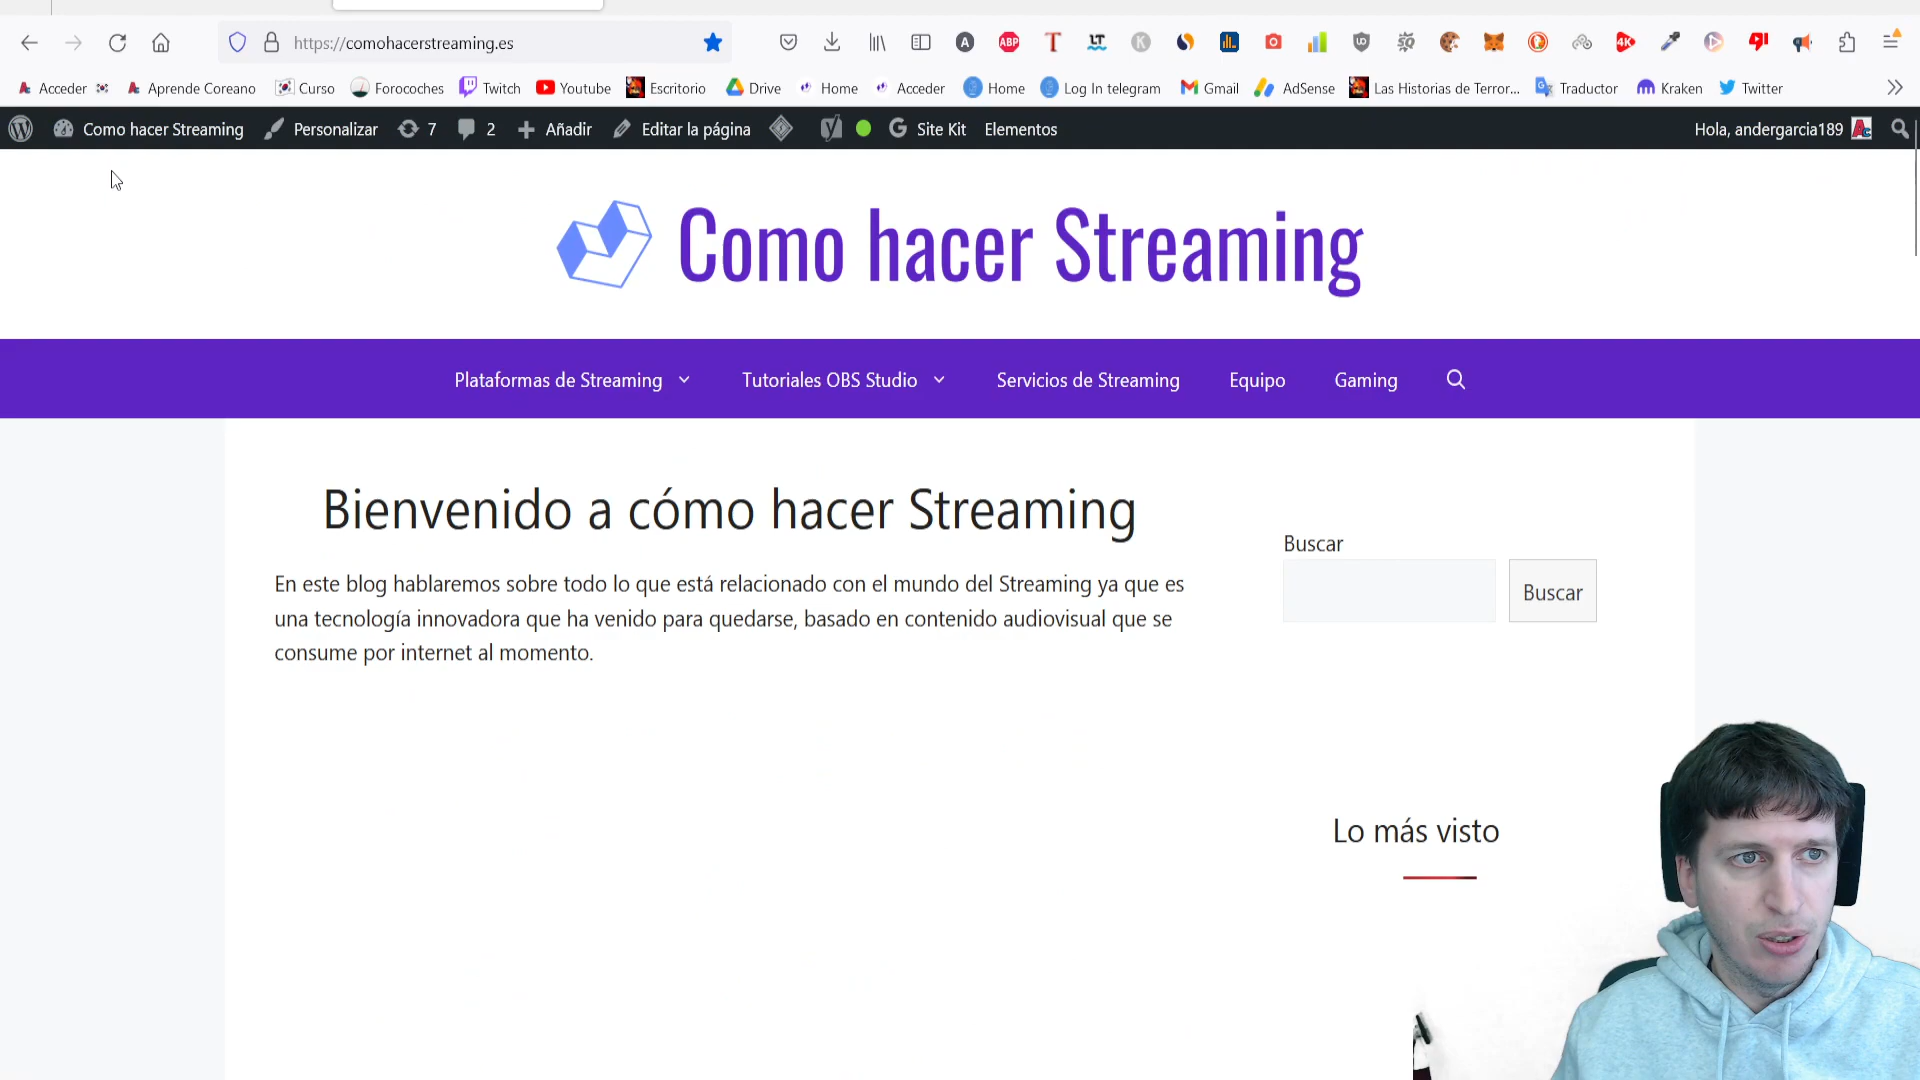 https://comohacerstreaming.es
A ABP T LT K UD 50 4K
Acceder Aprende Coreano Curso Forocoches Twitch Youtube Escritorio Drive Home Acceder Home Log In telegram Gmail AdSense Las Historias de Terror... Traductor Kraken Twitter
Como hacer Streaming Personalizar 7 2 Añadir Editar la página Site Kit Elementos Hola, andergarcia189
Como hacer Streaming
Plataformas de Streaming Tutoriales OBS Studio Servicios de Streaming Equipo Gaming
Bienvenido a cómo hacer Streaming
En este blog hablaremos sobre todo lo que está relacionado con el mundo del Streaming ya que es
una tecnología innovadora que ha venido para quedarse, basado en contenido audiovisual que se
consume por internet al momento.
Buscar
Buscar
Lo más visto